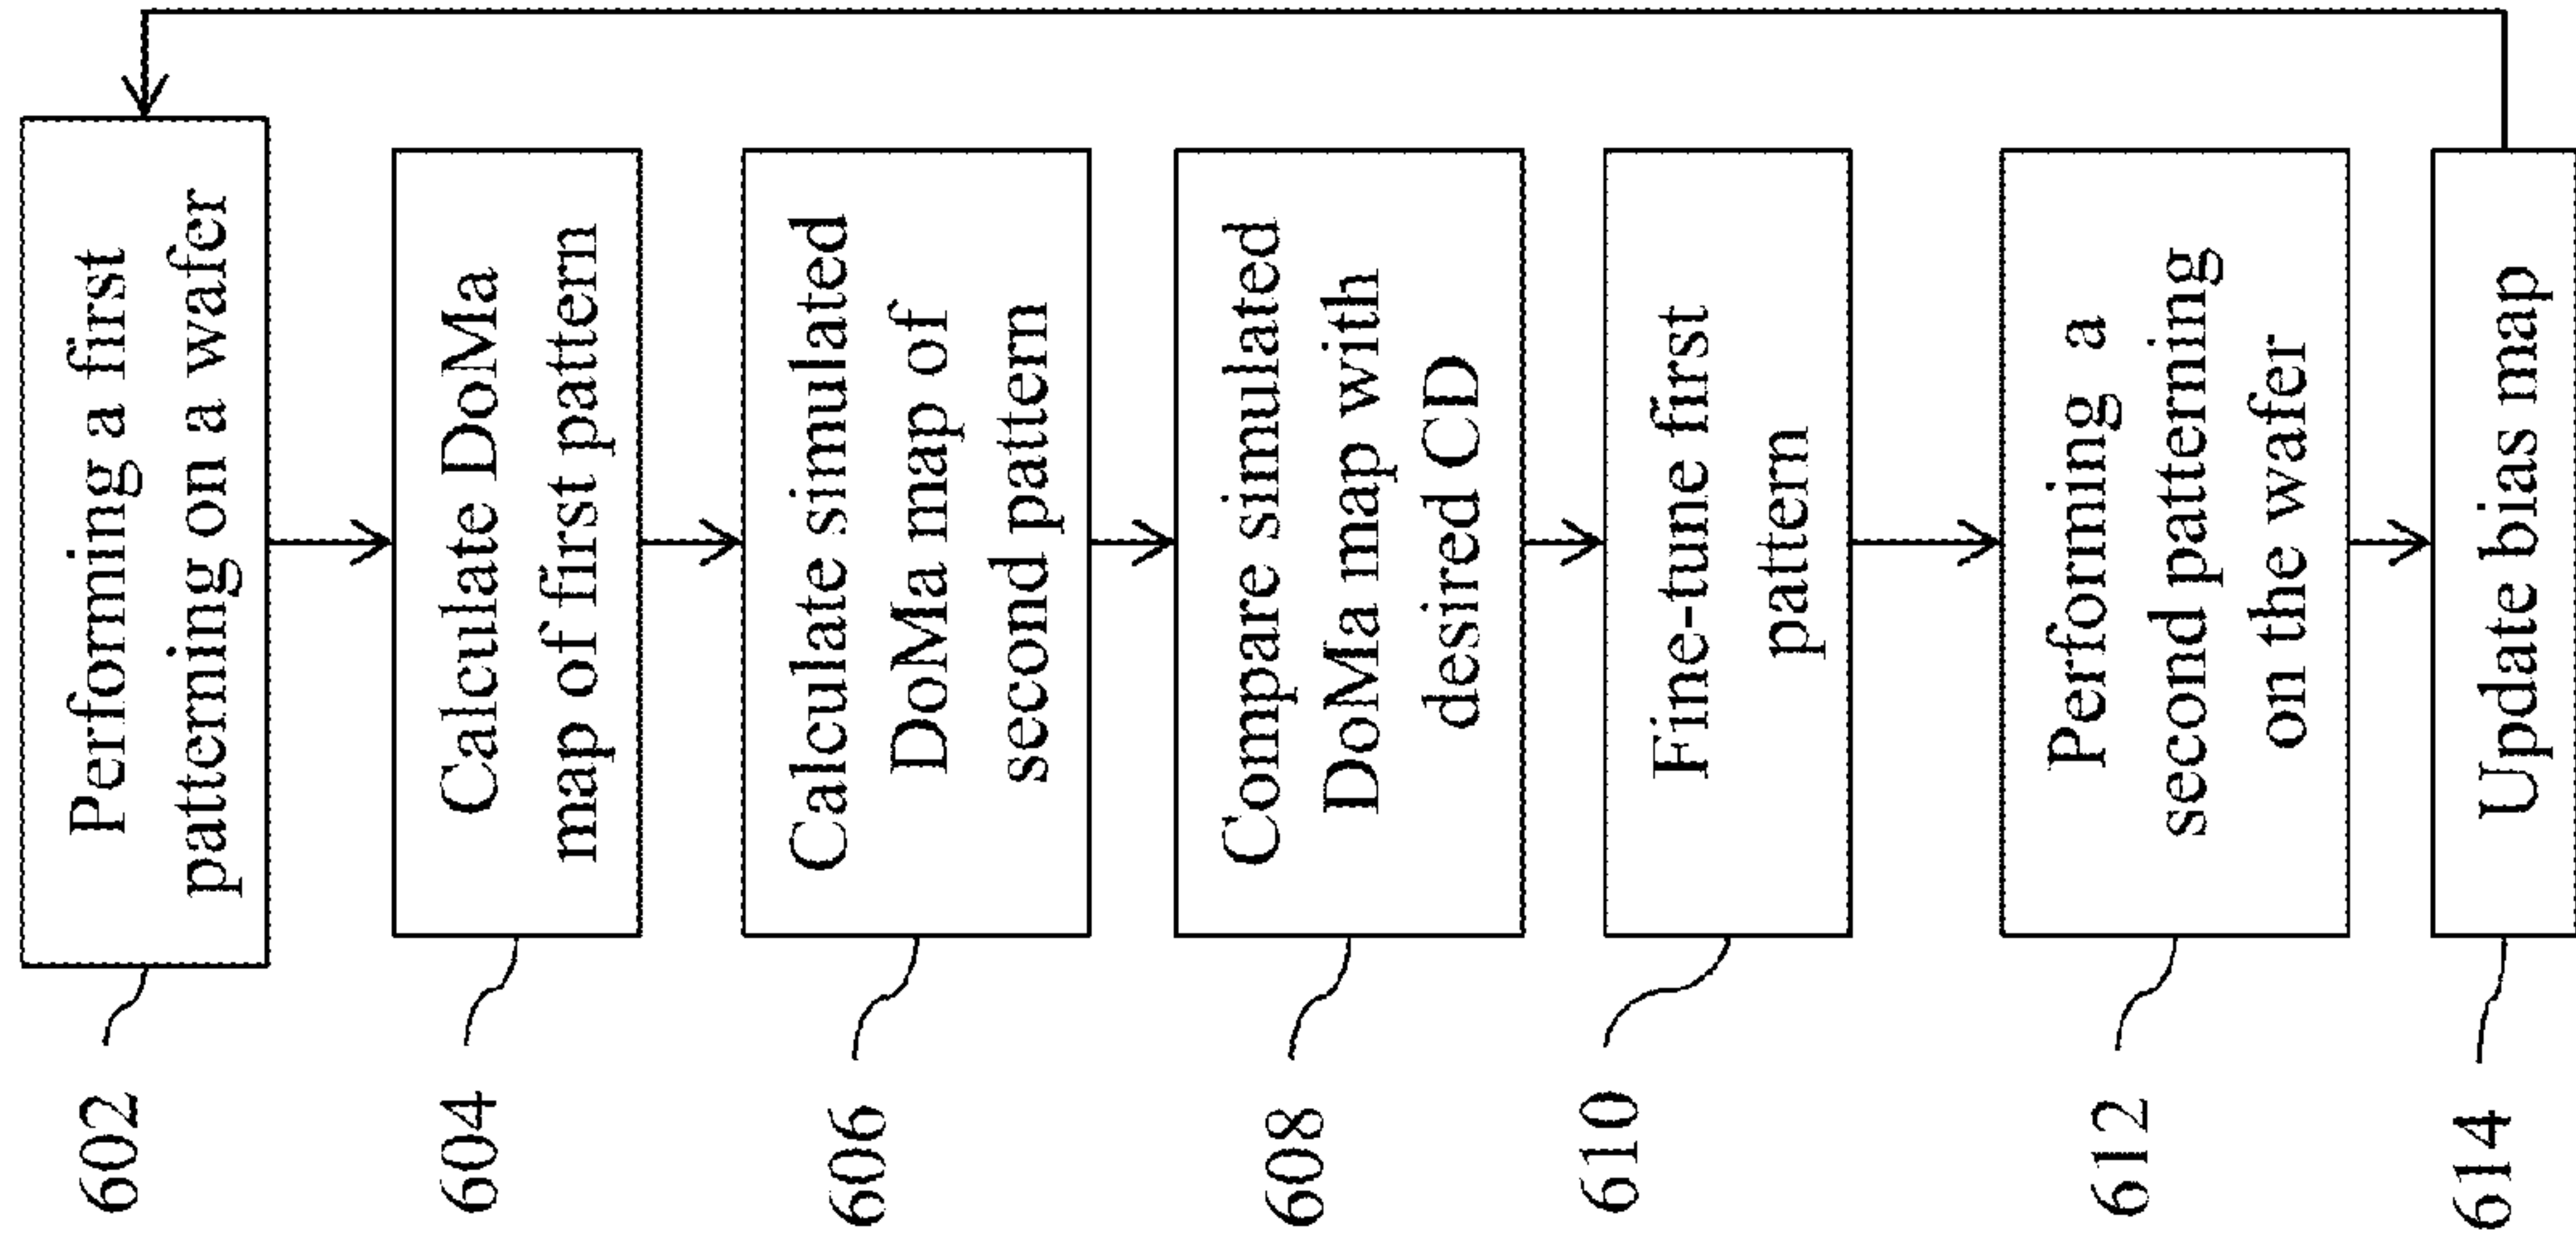 602
Performing a first
patterning on a wafer
604
Calculate DoMa
map of first pattern
606
Calculate simulated
DoMa map of
second pattern
608
Compare simulated
DoMa map with
desired CD
610
Fine-tune first
pattern
612
Performing a
second patterning
on the wafer
614
Update bias map